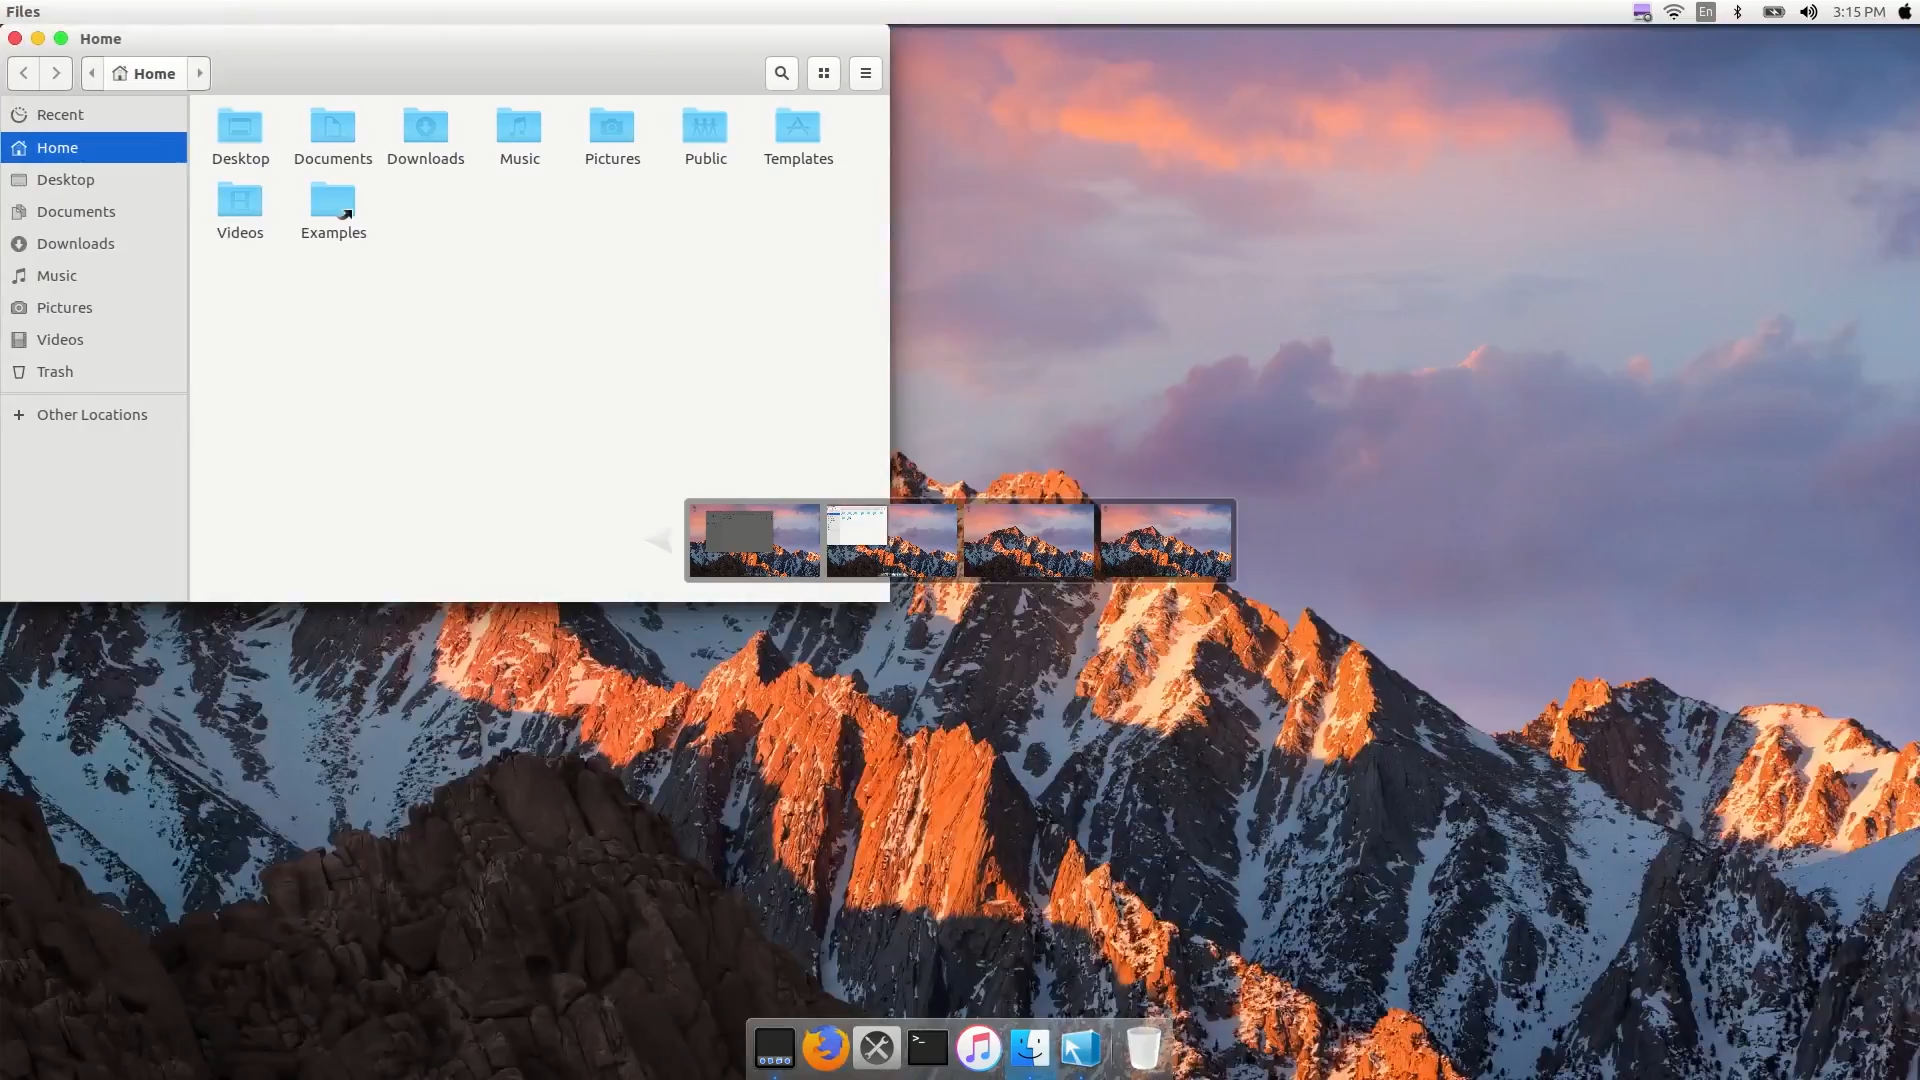 Files
En
3:15 PM
Home
Home
Recent
Home
Desktop
Documents
Downloads
Music
Pictures
Videos
Trash
Other Locations
Desktop
Documents
Downloads
Music
Pictures
Public
Templates
Videos
Examples
>_